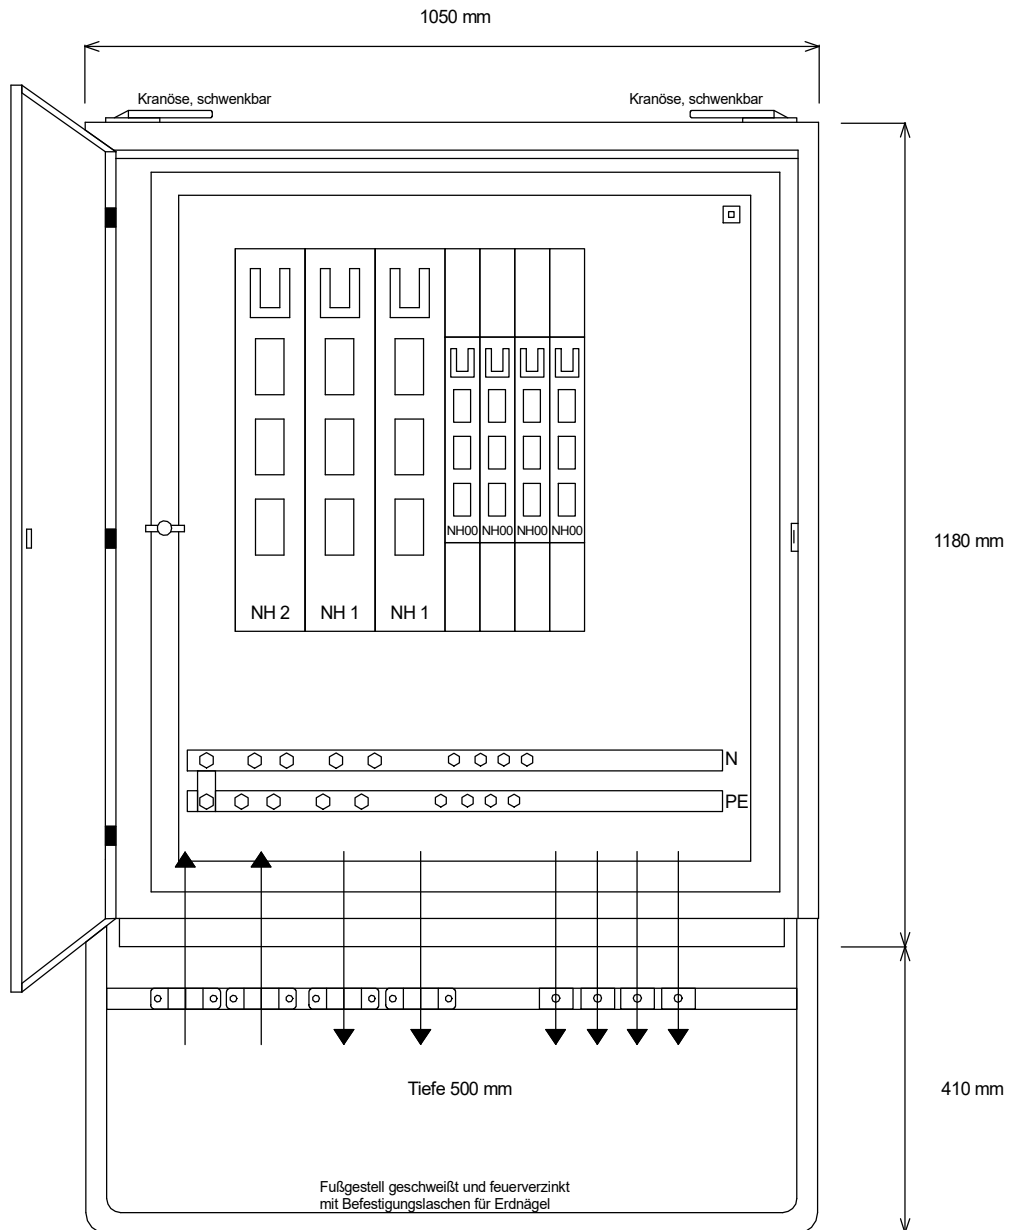 1050 mm
Kranöse, schwenkbar
Kranöse, schwenkbar
NH00
NH00
NH00
NH00
1180 mm
NH 2
NH 1
NH 1
N
PE
Tiefe 500 mm
410 mm
Fußgestell geschweißt und feuerverzinkt
mit Befestigungslaschen für Erdnägel